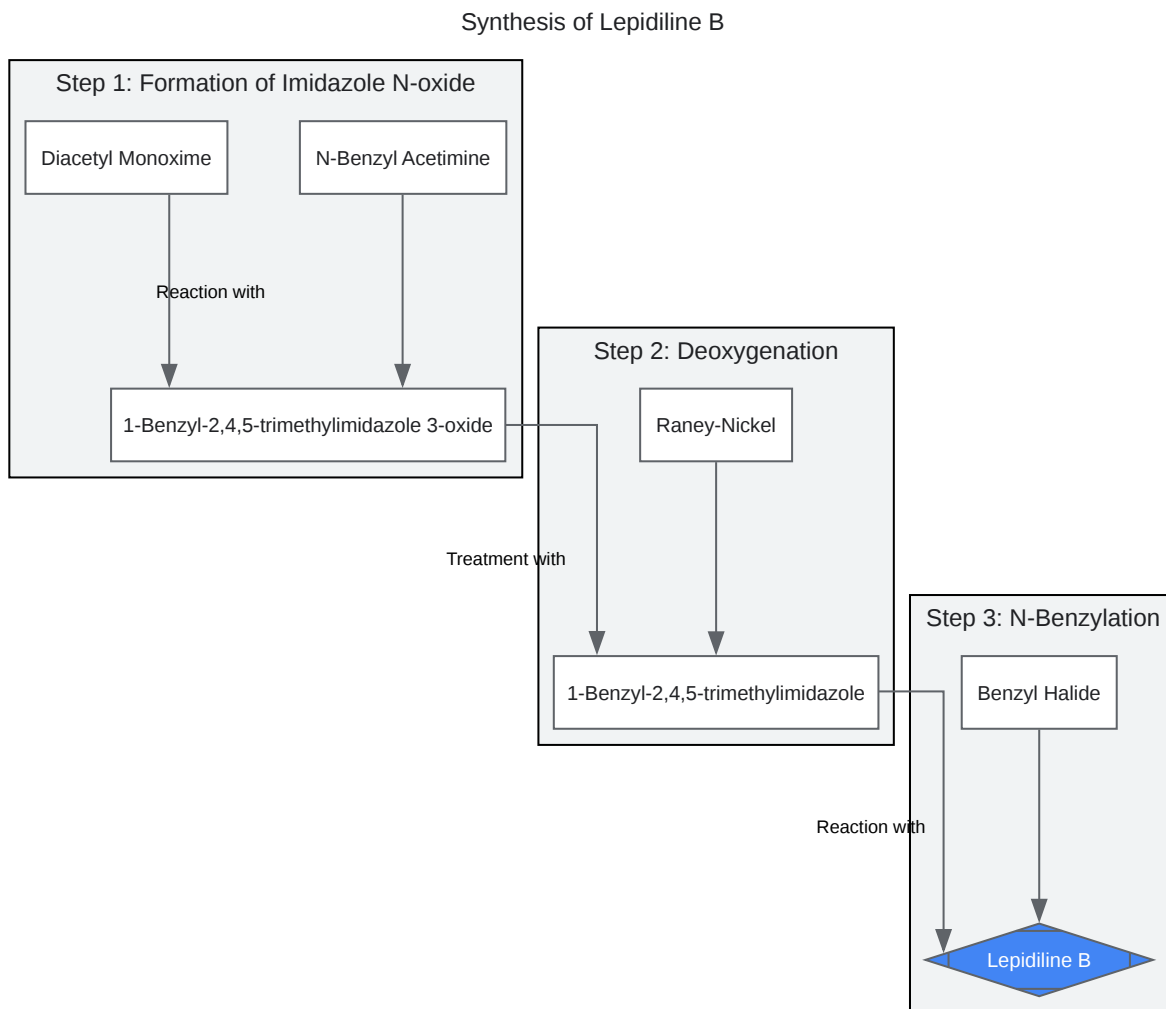 Synthesis of Lepidiline B
Step 1: Formation of Imidazole N-oxide
Diacetyl Monoxime
N-Benzyl Acetimine
Reaction with
1-Benzyl-2,4,5-trimethylimidazole 3-oxide
Step 2: Deoxygenation
Raney-Nickel
Treatment with
1-Benzyl-2,4,5-trimethylimidazole
Step 3: N-Benzylation
Benzyl Halide
Reaction with
Lepidiline B